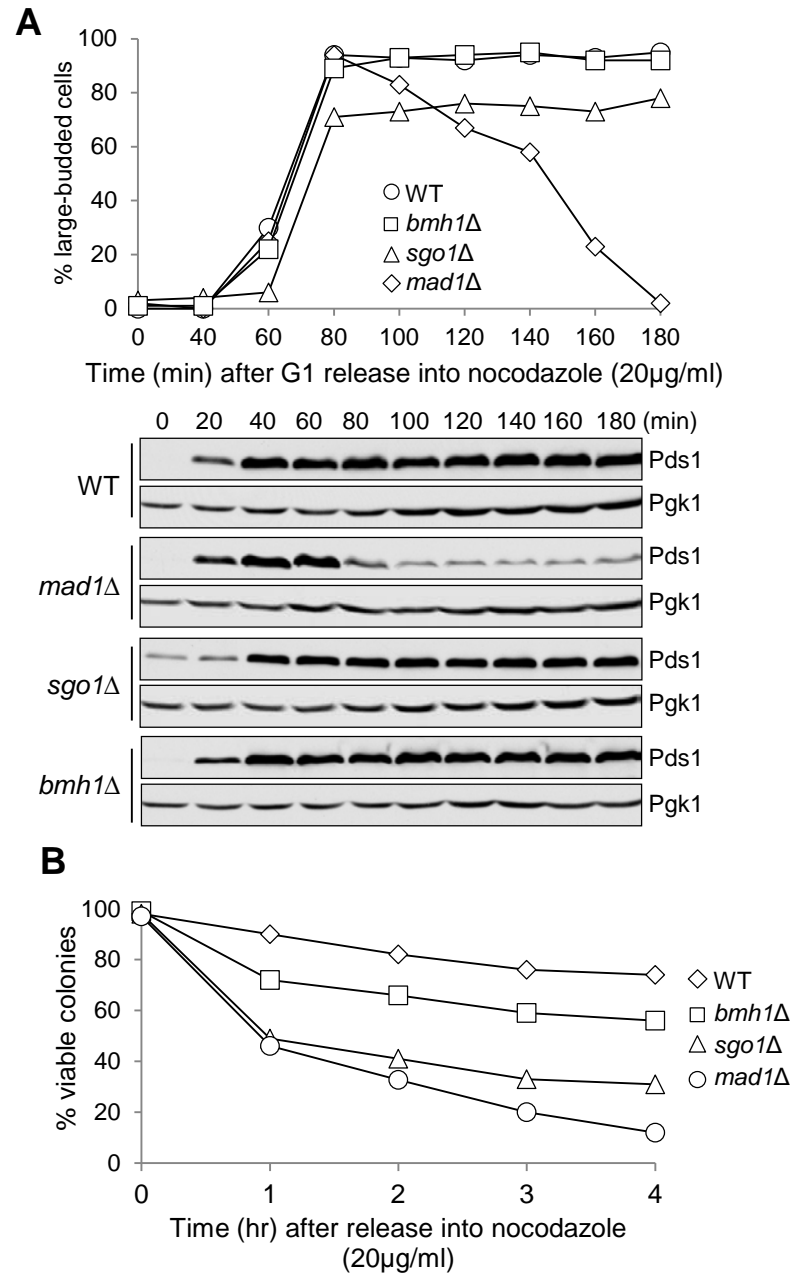 A
% large-budded cells
100
80
60
40
20
0
WT
bmh1Δ
sgo1Δ
mad1Δ
0 40 60 80 100 120 140 160 180
Time (min) after G1 release into nocodazole (20µg/ml)
0 20 40 60 80 100 120 140 160 180 (min)
WT
Pds1
Pgk1
mad1Δ
Pds1
Pgk1
sgo1Δ
Pds1
Pgk1
bmh1Δ
Pds1
Pgk1
B
% viable colonies
100
80
60
40
20
0
WT
bmh1Δ
sgo1Δ
mad1Δ
0 1 2 3 4
Time (hr) after release into nocodazole
(20µg/ml)